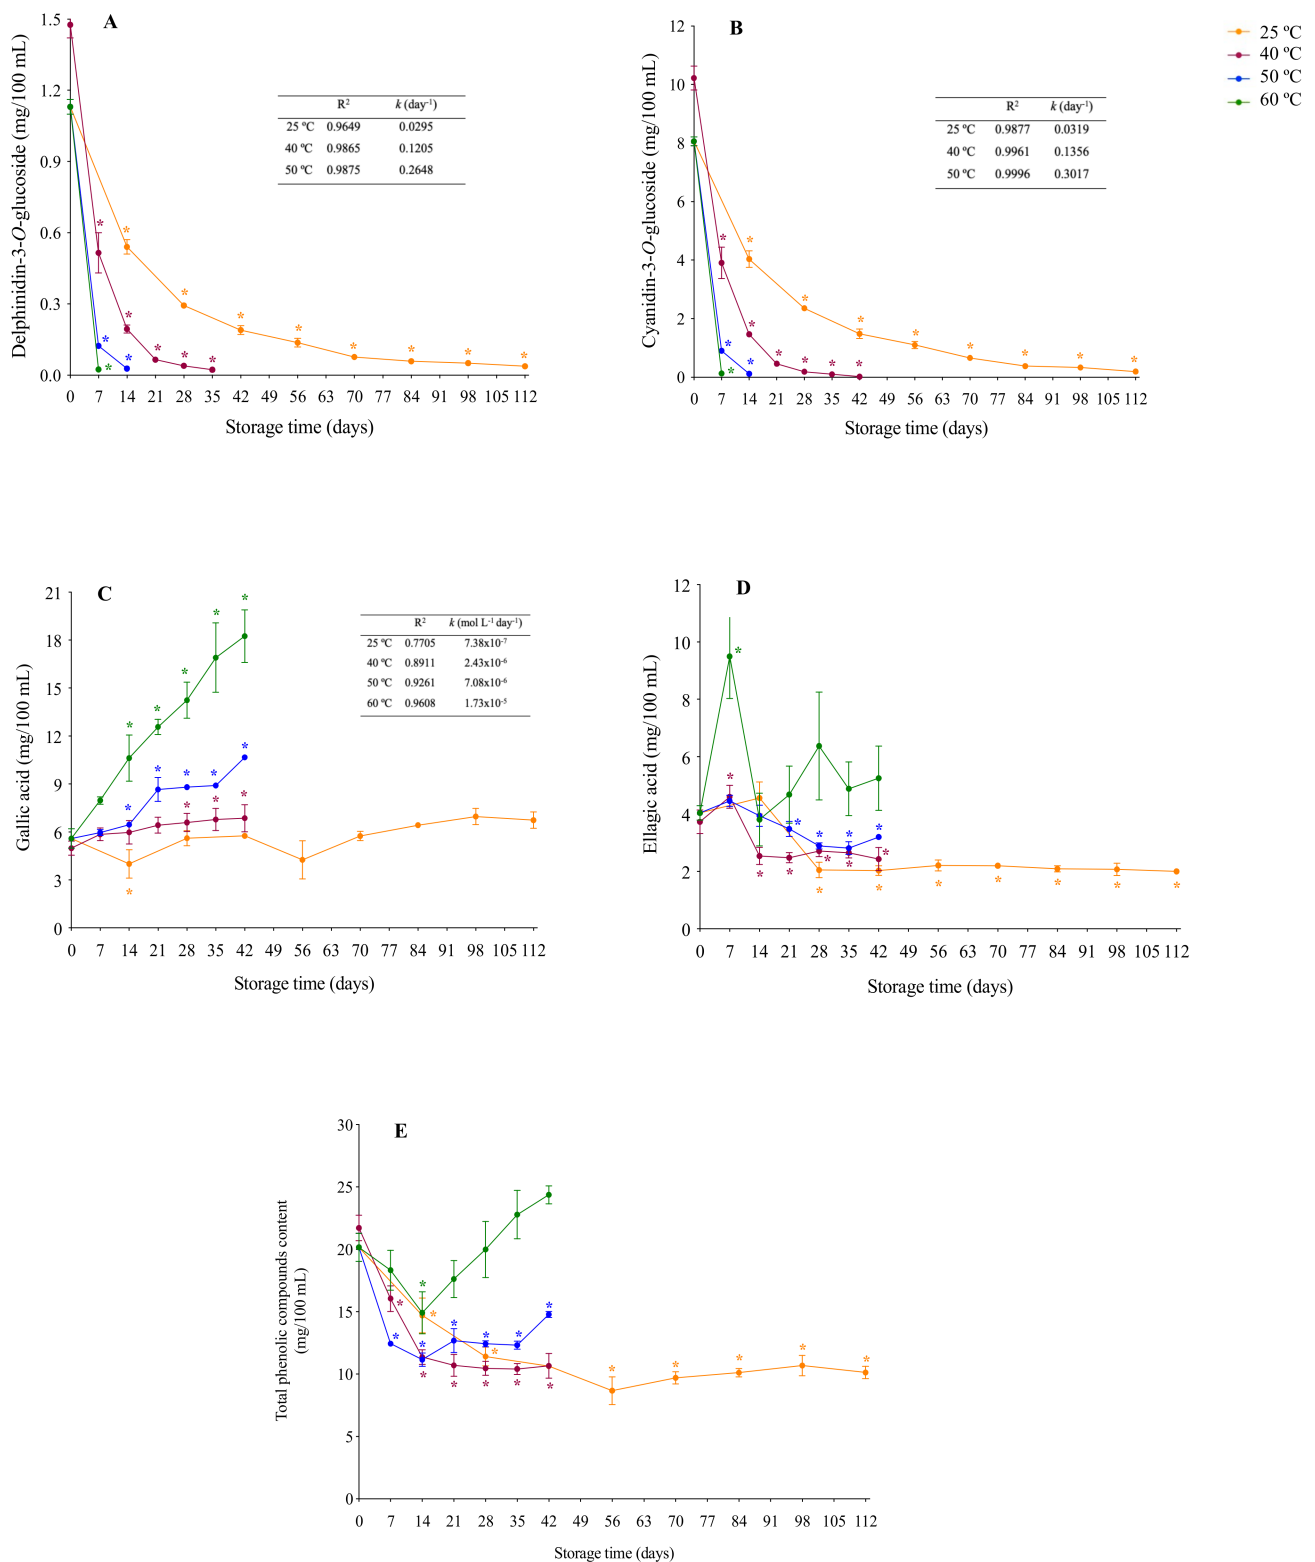 A
Delphinidin-3-O-glucoside (mg/100 mL)
1.5
1.2
0.9
0.6
0.3
0.0
R² k (day⁻¹)
25 ºC 0.9649 0.0295
40 ºC 0.9865 0.1205
50 ºC 0.9875 0.2648
* * * * * * * * * * * * * * * *
0 7 14 21 28 35 42 49 56 63 70 77 84 91 98 105 112
Storage time (days)
B
Cyanidin-3-O-glucoside (mg/100 mL)
12
10
8
6
4
2
0
R² k (day⁻¹)
25 ºC 0.9877 0.0319
40 ºC 0.9961 0.1356
50 ºC 0.9996 0.3017
* * * * * * * * * * * * * * * * *
0 7 14 21 28 35 42 49 56 63 70 77 84 91 98 105 112
Storage time (days)
25 ºC
40 ºC
50 ºC
60 ºC
C
Gallic acid (mg/100 mL)
21
18
15
12
9
6
3
0
R² k (mol L⁻¹ day⁻¹)
25 ºC 0.7705 7.38x10⁻⁷
40 ºC 0.8911 2.43x10⁻⁶
50 ºC 0.9261 7.08x10⁻⁶
60 ºC 0.9608 1.73x10⁻⁵
* * * * * * * * * * * * * *
0 7 14 21 28 35 42 49 56 63 70 77 84 91 98 105 112
Storage time (days)
D
Ellagic acid (mg/100 mL)
12
10
8
6
4
2
0
* * * * * * * * * * * * * * * * * *
0 7 14 21 28 35 42 49 56 63 70 77 84 91 98 105 112
Storage time (days)
E
Total phenolic compounds content
(mg/100 mL)
30
25
20
15
10
5
0
* * * * * * * * * * * * * * * * * * * *
0 7 14 21 28 35 42 49 56 63 70 77 84 91 98 105 112
Storage time (days)